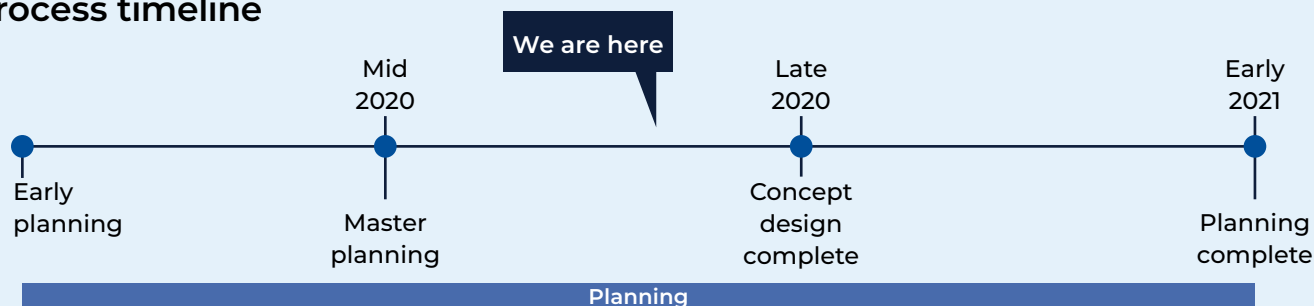 rocess timeline
We are here
Mid
2020
Late
2020
Early
2021
Early
planning
Master
planning
Concept
design
complete
Planning
complete
Planning